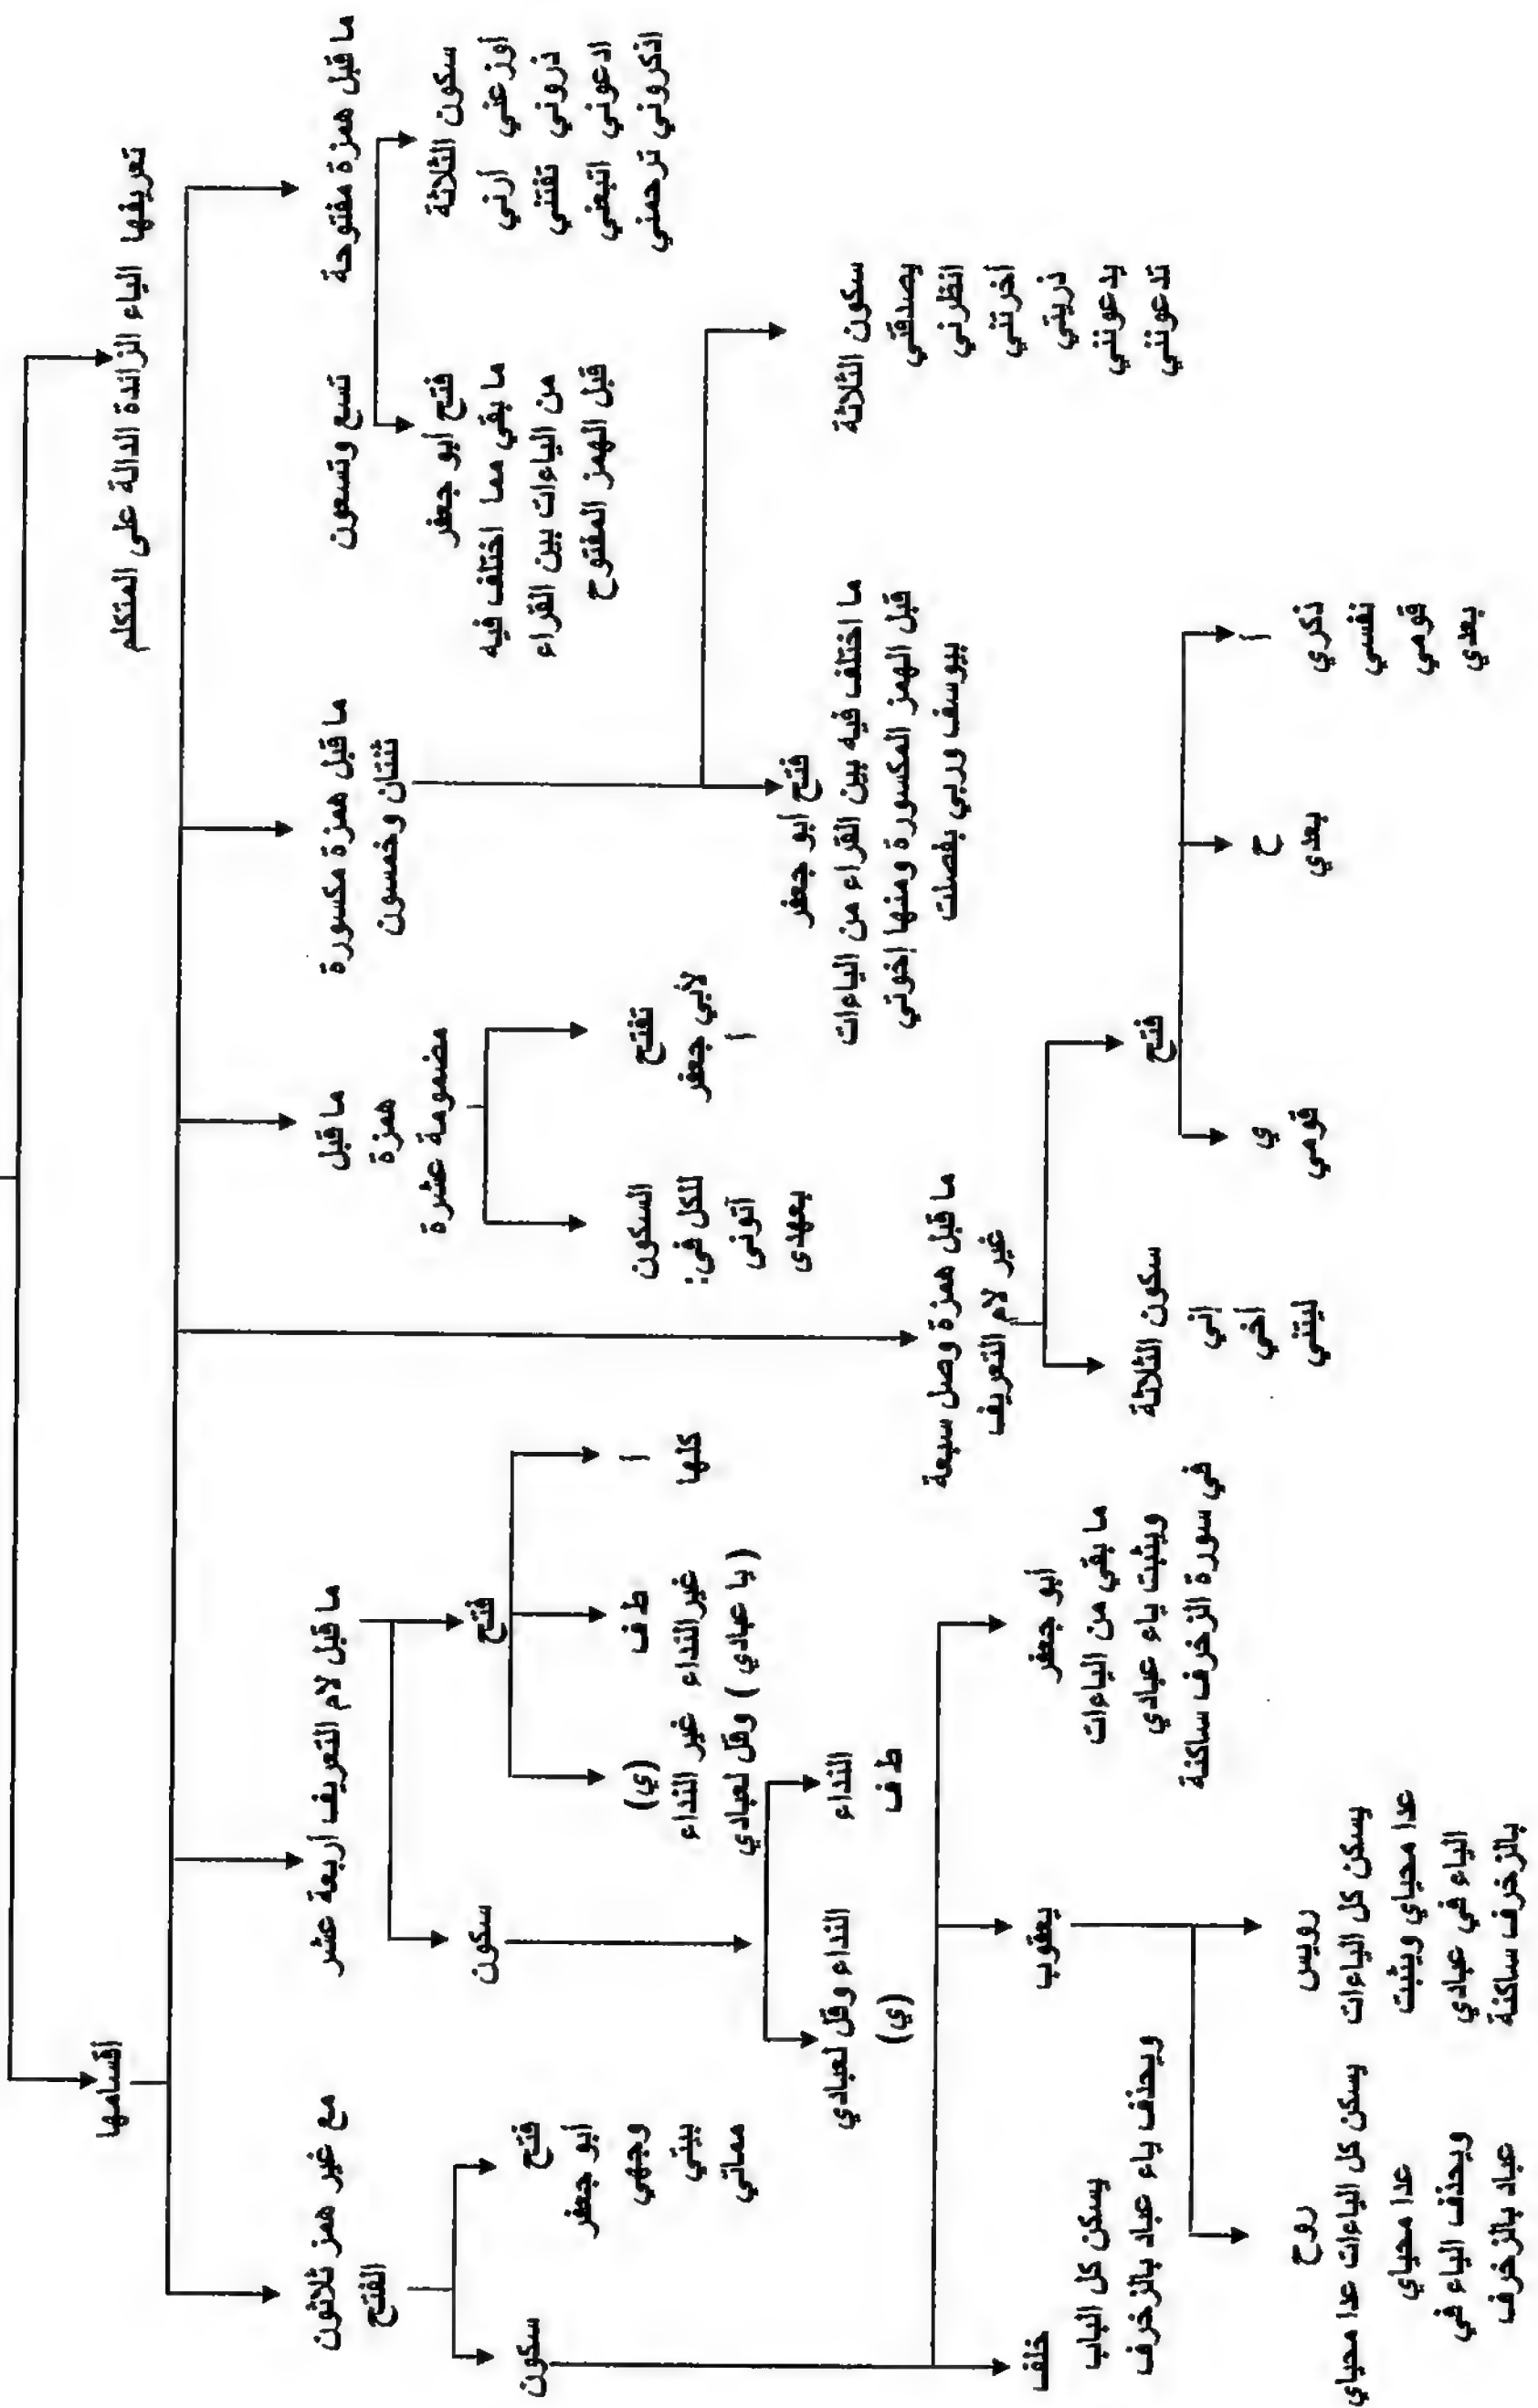 تعريفها الياء الزائدة الدالة على المتكلم
أقسامها
ما قبل همزة مفتوحة
تسع وتسعون
سكون الثلاثة
أرني أوزعني
تفتني ذروني
اتبعني ادعوني
اذكروني ترحمني
فتح أبو جعفر
ما بقي مما اختلف فيه
من الياءات بين القراء
قبل الهمز المفتوح
ما قبل همزة مكسورة
ثنتان وخمسون
سكون الثلاثة
يصدقني
انظرني
أخرتني
ذريتي
يدعونني
تدعونني
فتح أبو جعفر
ما اختلف فيه بين القراء من الياءات
قبل الهمز المكسورة ومنها إخوتي
بيوسف وربي بفصلت
ما قبل
همزة
مضمومة عشرة
تفتح
لأبي جعفر
أ
السكون
للكل في:
آتوني
بعهدى
ما قبل همزة وصل سبعة
غير لام التعريف
فتح
أ
ذكري
نفسي
قومي
بعدي
ح
بعدي
ي
قومي
سكون الثلاثة
إني
أخي
ليتني
ما قبل لام التعريف أربعة عشر
فتح
أ
كلها
ط ف
غير النداء
(ي)
غير النداء
وقل لعبادي ( يا عبادي )
سكون
النداء
ط ف
النداء وقل لعبادي
(ي)
مع غير همز ثلاثون
الفتح
فتح
أبو جعفر
وجهي
بيتي
مماتي
سكون
أبو جعفر
ما بقي من الياءات
ويثبت ياء عبادي
في سورة الزخرف ساكنة
يعقوب
رويس
يسكن كل الياءات
عدا محياي ويثبت
الياء في عبادي
بالزخرف ساكنة
روح
يسكن كل الياءات عدا محياي
عدا محياي
ويحذف الياء في
عباد بالزخرف
خلف
يسكن كل الباب
ويحذف ياء عباد بالزخرف